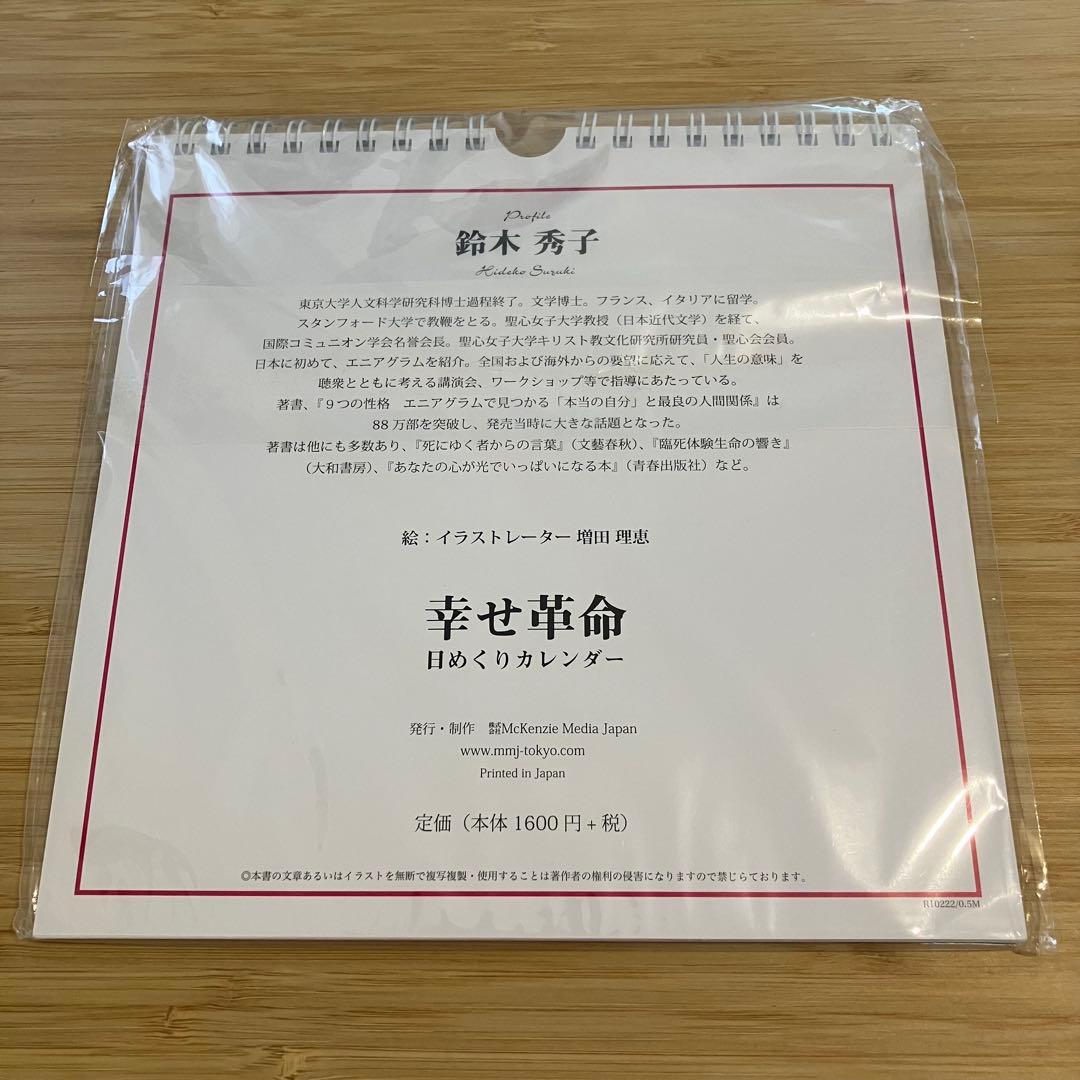 Profile
鈴木 秀子
Hideko Suzuki
東京大学人文科学研究科博士過程終了。文学博士。フランス、イタリアに留学。
スタンフォード大学で教鞭をとる。聖心女子大学教授（日本近代文学）を経て、
国際コミュニオン学会名誉会長。聖心女子大学キリスト教文化研究所研究員・聖心会会員。
日本に初めて、エニアグラムを紹介。全国および海外からの要望に応えて、「人生の意味」を
聴衆とともに考える講演会、ワークショップ等で指導にあたっている。
著書、『９つの性格　エニアグラムで見つかる「本当の自分」と最良の人間関係』は
88 万部を突破し、発売当時に大きな話題となった。
著書は他にも多数あり、『死にゆく者からの言葉』（文藝春秋）、『臨死体験生命の響き』
（大和書房）、『あなたの心が光でいっぱいになる本』（青春出版社）など。
絵：イラストレーター 増田 理恵
幸せ革命
日めくりカレンダー
発行・制作　株式会社McKenzie Media Japan
www.mmj-tokyo.com
Printed in Japan
定価（本体 1600 円 + 税）
◎本書の文章あるいはイラストを無断で複写複製・使用することは著作者の権利の侵害になりますので禁じらております。
R10222/0.5M